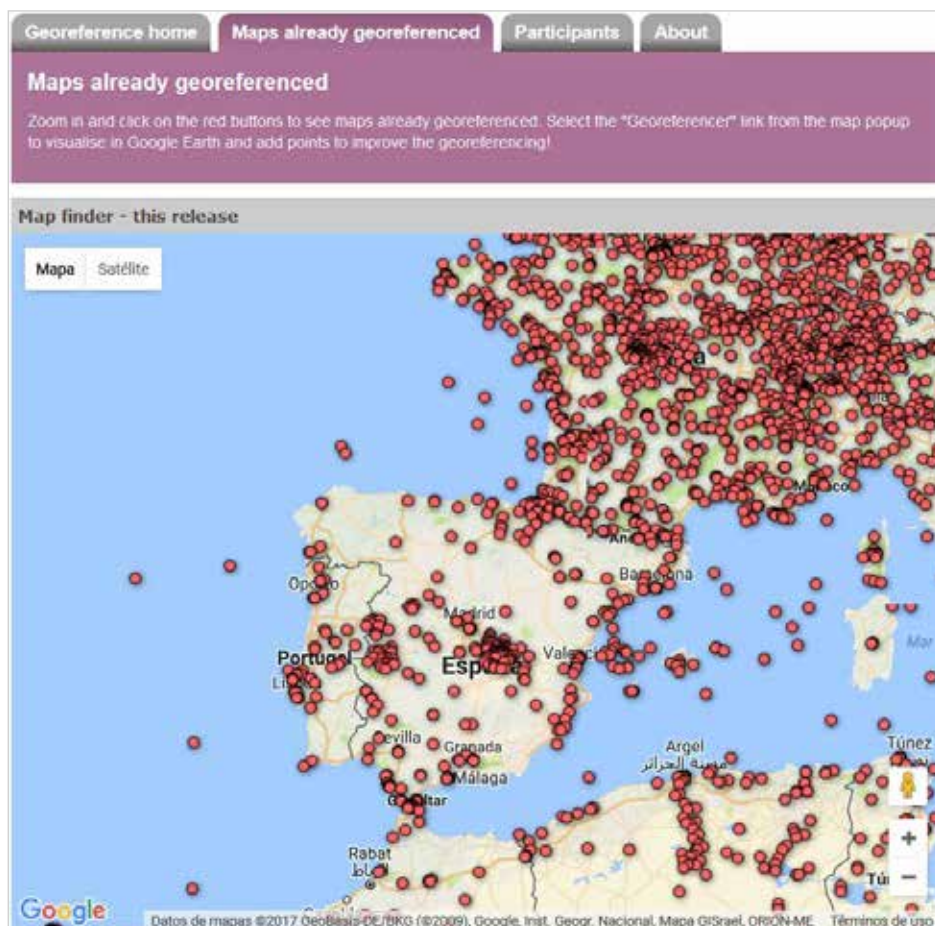 Georeference home
Maps already georeferenced
Participants
About
Maps already georeferenced
Zoom in and click on the red buttons to see maps already georeferenced. Select the "Georeferencer" link from the map popup
to visualise in Google Earth and add points to improve the georeferencing!
Map finder - this release
Mapa
Satélite
Barcelona
Madrid
Portugal
España
Granada
Málaga
Argel
مدينة الجزائر
Túnez
Rabat
الرباط
Mar
Google
Datos de mapas ©2017 GeoBasis-DE/BKG (©2009), Google, Inst. Geogr. Nacional, Mapa GISrael, ORION-ME
Términos de uso